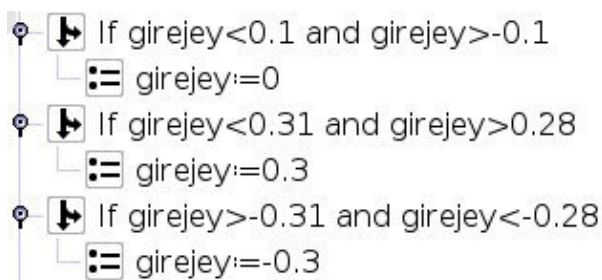 If girejey<0.1 and girejey>-0.1
girejey:=0
If girejey<0.31 and girejey>0.28
girejey:=0.3
If girejey>-0.31 and girejey<-0.28
girejey:=-0.3